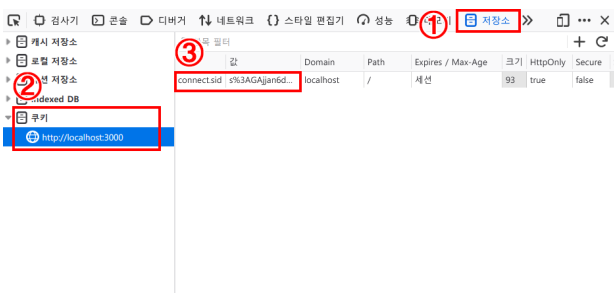 검사기 콘솔 디버거 네트워크 {} 스타일 편집기 성능 저장소
①
캐시 저장소 필터
③
로컬 저장소 값 Domain Path Expires / Max-Age 크기 HttpOnly Secure
저장소 connect.sid s%3AGAjjan6d... localhost / 세션 93 true false
②
Indexed DB
쿠키
http://localhost:3000